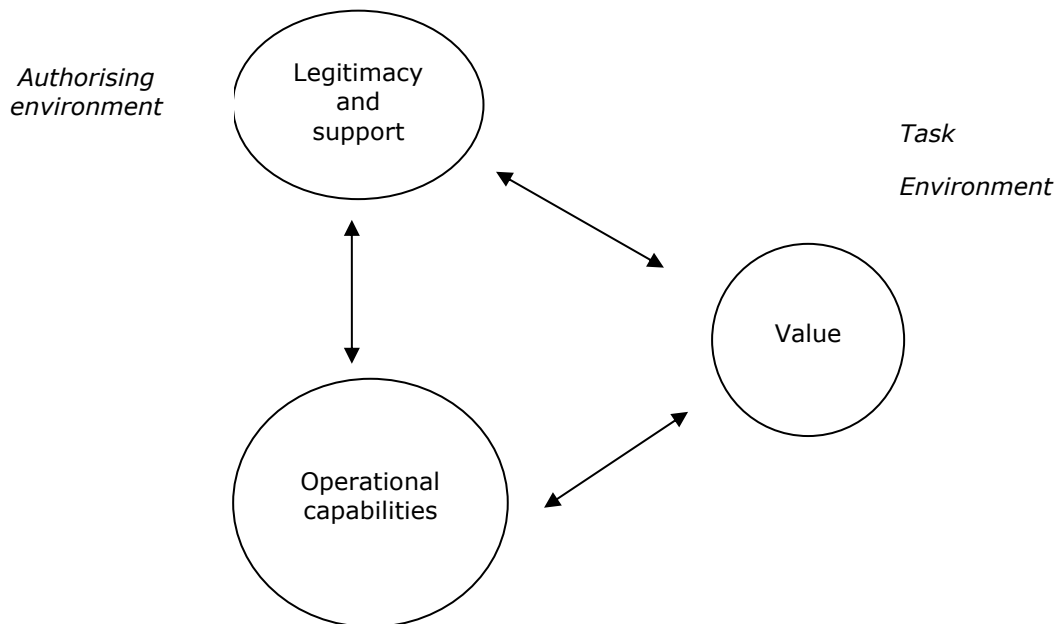 Authorising
environment
Legitimacy
and
support
Task
Environment
Value
Operational
capabilities